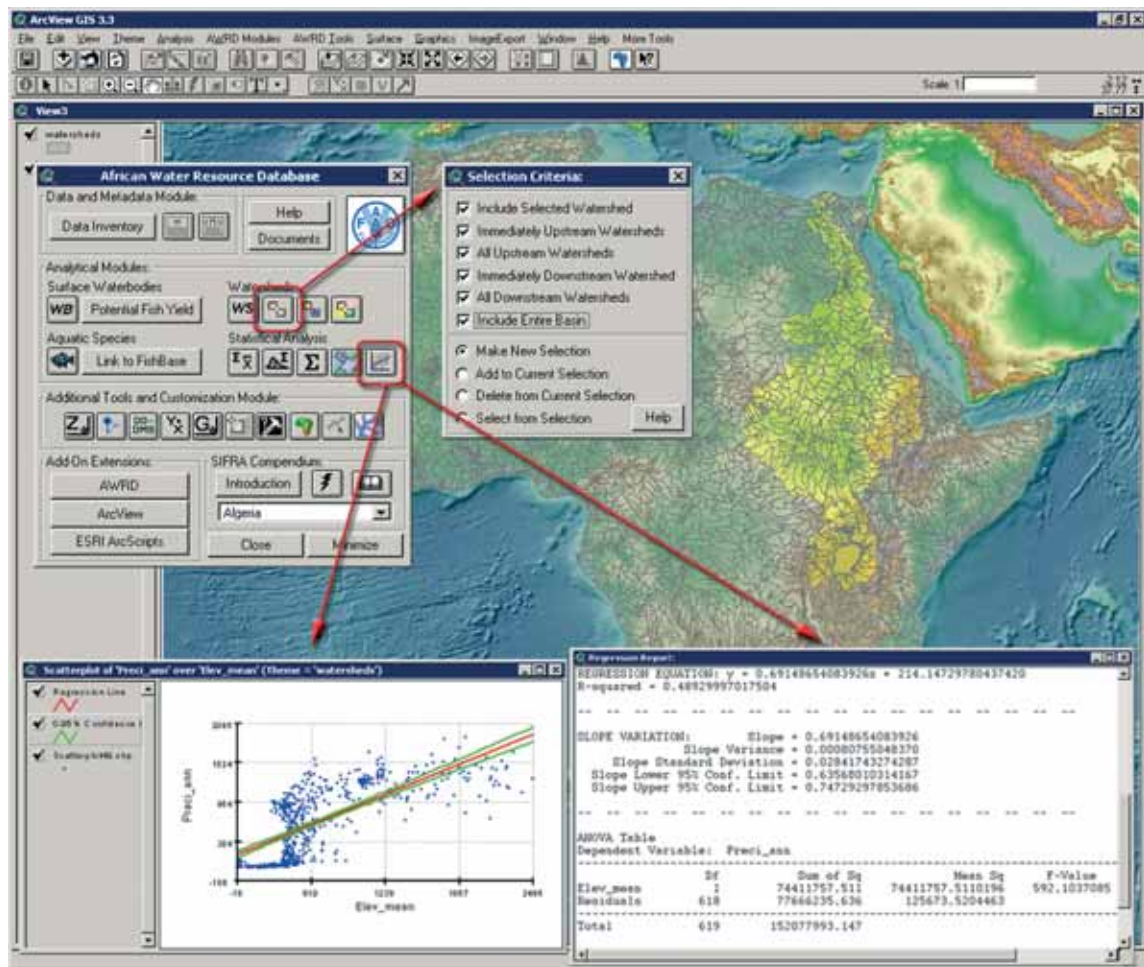 ArcView GIS 3.3
File Edit View Theme Analysis AWRD Modules AWRD Tools Surface Graphics ImageExport Window Help More Tools
Scale 1:
View3
watersheds
African Water Resource Database
Data and Metadata Module:
Data Inventory
Help
Documents
Analytical Modules:
Surface Waterbodies
WB Potential Fish Yield
Watersheds
WS
Aquatic Species
Link to FishBase
Statistical Analysis
Additional Tools and Customization Module:
Add-On Extensions:
AWRD
ArcView
ESRI ArcScripts
SIFRA Compendium:
Introduction
Algeria
Close Minimize
Selection Criteria:
Include Selected Watershed
Immediately Upstream Watersheds
All Upstream Watersheds
Immediately Downstream Watershed
All Downstream Watersheds
Include Entire Basin
Make New Selection
Add to Current Selection
Delete from Current Selection
Select from Selection
Help
Scatterplot of 'Preci_ann' over 'Elev_mean' (Theme = 'watersheds')
Regression Line
Preci_ann
Elev_mean
Regression Report:
REGRESSION EQUATION: y = 0.69148654083926x + 214.14729780437420
R-squared = 0.48929997017504
SLOPE VARIATION: Slope = 0.69148654083926
Slope Variance = 0.00080755048370
Slope Standard Deviation = 0.02841743274287
Slope Lower 95% Conf. Limit = 0.63568010314167
Slope Upper 95% Conf. Limit = 0.74729297853686
ANOVA Table
Dependent Variable: Preci_ann
Df Sum of Sq Mean Sq F-Value
Elev_mean 1 74411757.511 74411757.5110196 592.1037085
Residuals 618 77666235.636 125673.5204463
Total 619 152077993.147